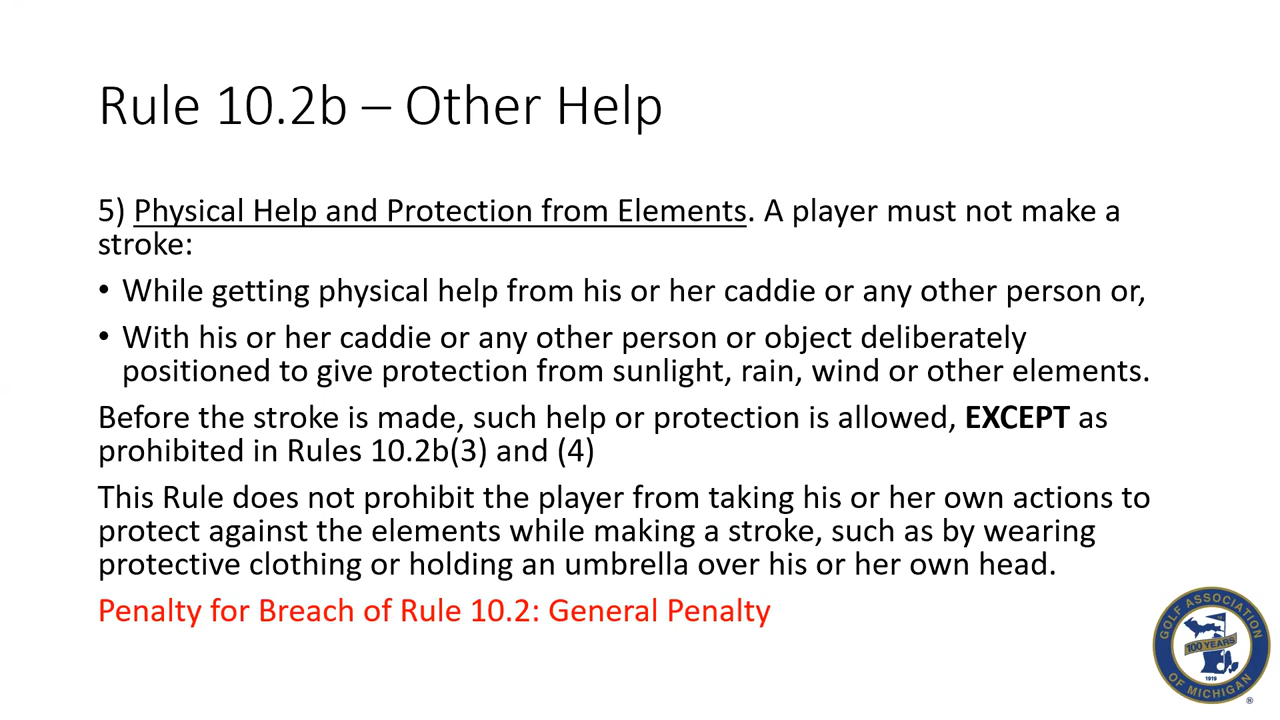 Rule 10.2b – Other Help
5) Physical Help and Protection from Elements. A player must not make a
stroke:
• While getting physical help from his or her caddie or any other person or,
• With his or her caddie or any other person or object deliberately
positioned to give protection from sunlight, rain, wind or other elements.
Before the stroke is made, such help or protection is allowed, EXCEPT as
prohibited in Rules 10.2b(3) and (4)
This Rule does not prohibit the player from taking his or her own actions to
protect against the elements while making a stroke, such as by wearing
protective clothing or holding an umbrella over his or her own head.
Penalty for Breach of Rule 10.2: General Penalty
GOLF ASSOCIATION
100 YEARS
1919
OF MICHIGAN
®